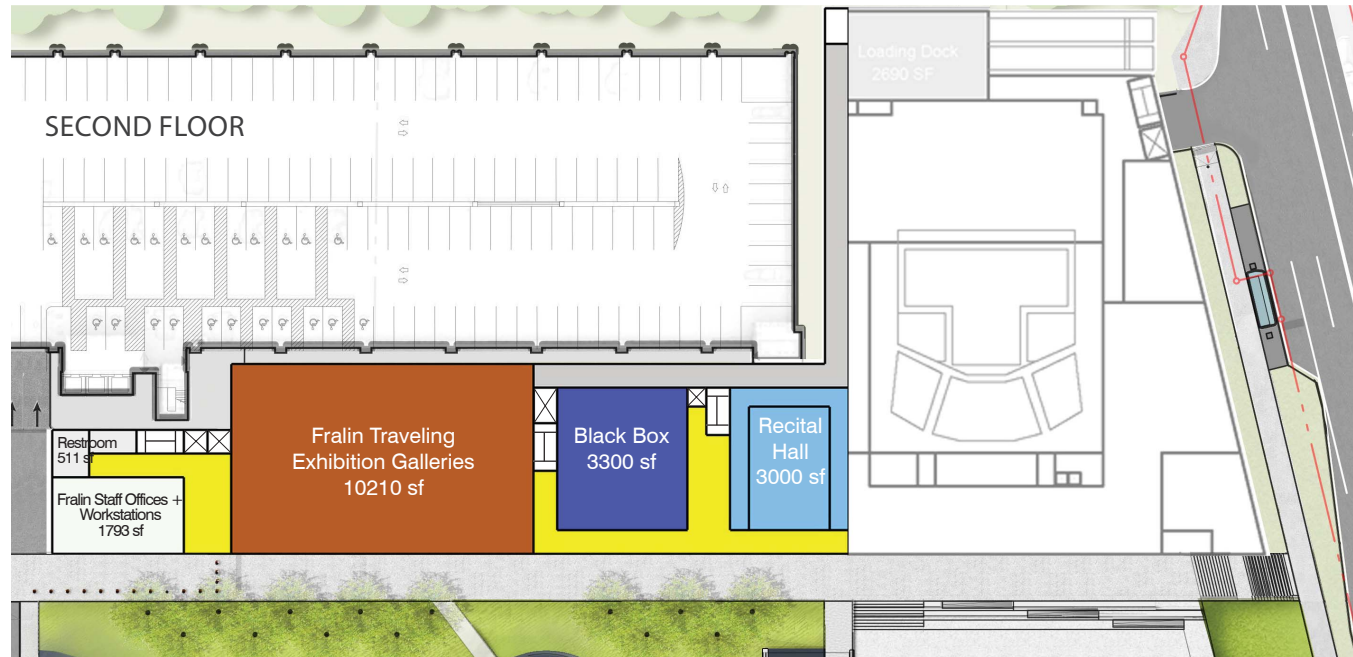 Loading Dock
2690 SF
SECOND FLOOR
Fralin Traveling
Exhibition Galleries
10210 sf
Black Box
3300 sf
Recital
Hall
3000 sf
Restroom
511 sf
Fralin Staff Offices +
Workstations
1793 sf